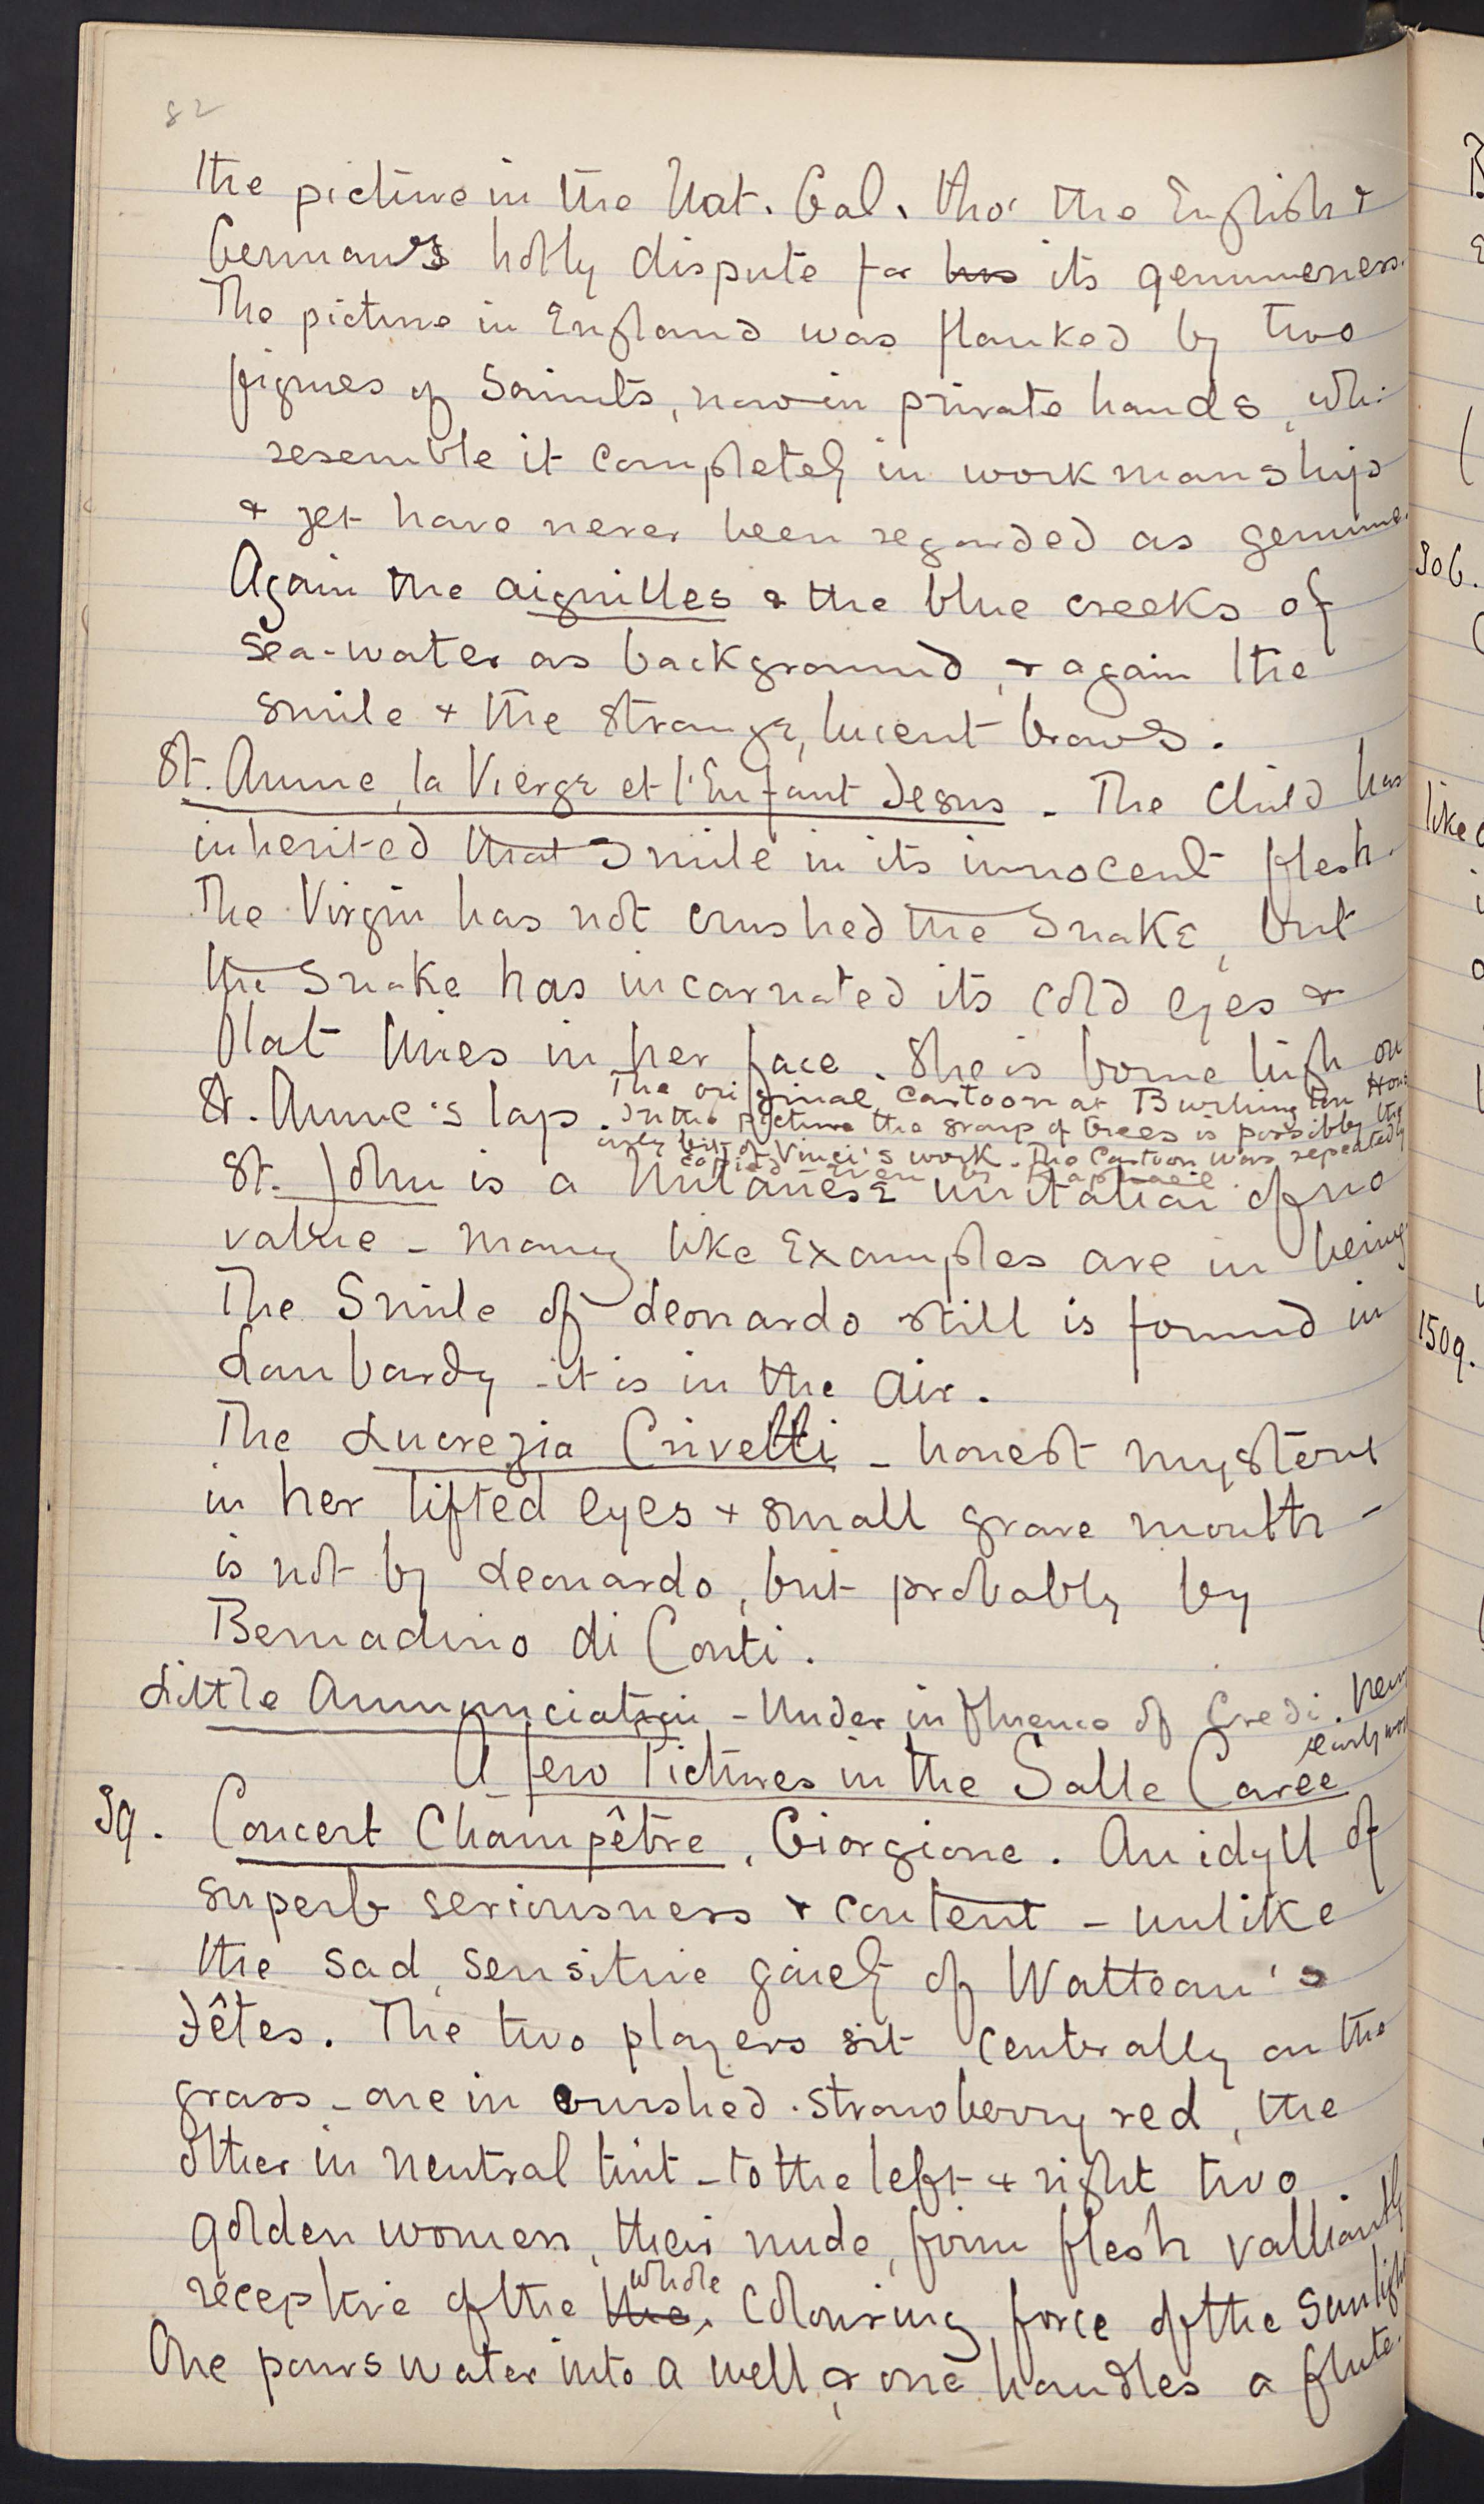 82
the picture in the Nat. Gal. tho' the English &
Germans hotly dispute for his its genuineness.
The picture in England was flanked by two
figures of Saints, now in private hands, wh:
resemble it completely in workmanship
& yet have never been regarded as genuine.
Again the aiguilles & the blue creeks of
sea-water as background, & again the
smile & the strange, lucent brows.
St. Anne, la Vierge et l'Enfant Jesus - The Child has
inherited that Smile in its innocent flesh.
The Virgin has not crushed the Snake, but
the Snake has incarnated its cold eyes &
flat lines in her face. She is borne high on
St. Anne's lap. The original Cartoon at Burlington Hous
In the picture the group of trees is possibly the
only bit of Vinci's work. The Cartoon was repeatedly
copied - even by Raphael.
St. John is a Milanese imitation of no
value - many like Examples are in being
The Smile of Leonardo still is found in
Lombardy - it is in the air.
The Lucrezia Crivelli - honest mystery
in her lifted eyes & small grave mouth -
is not by Leonardo, but probably by
Bernadino di Conti.
Little Annunciation - Under influence of Credi. Very
early wor
A few Pictures in the Salle Carée
39. Concert Champêtre, Giorgione. An idyll of
superb seriousness & content - unlike
the sad, sensitive gaiety of Watteau's
Fêtes. The two players sit centrally on the
grass - one in crushed strawberry red, the
other in neutral tint - to the left & right two
golden women, their nude, firm flesh valliantly
receptive of the the whole colouring force of the Sunlight
One pours water into a well & one handles a flute.
306.
like
1509.